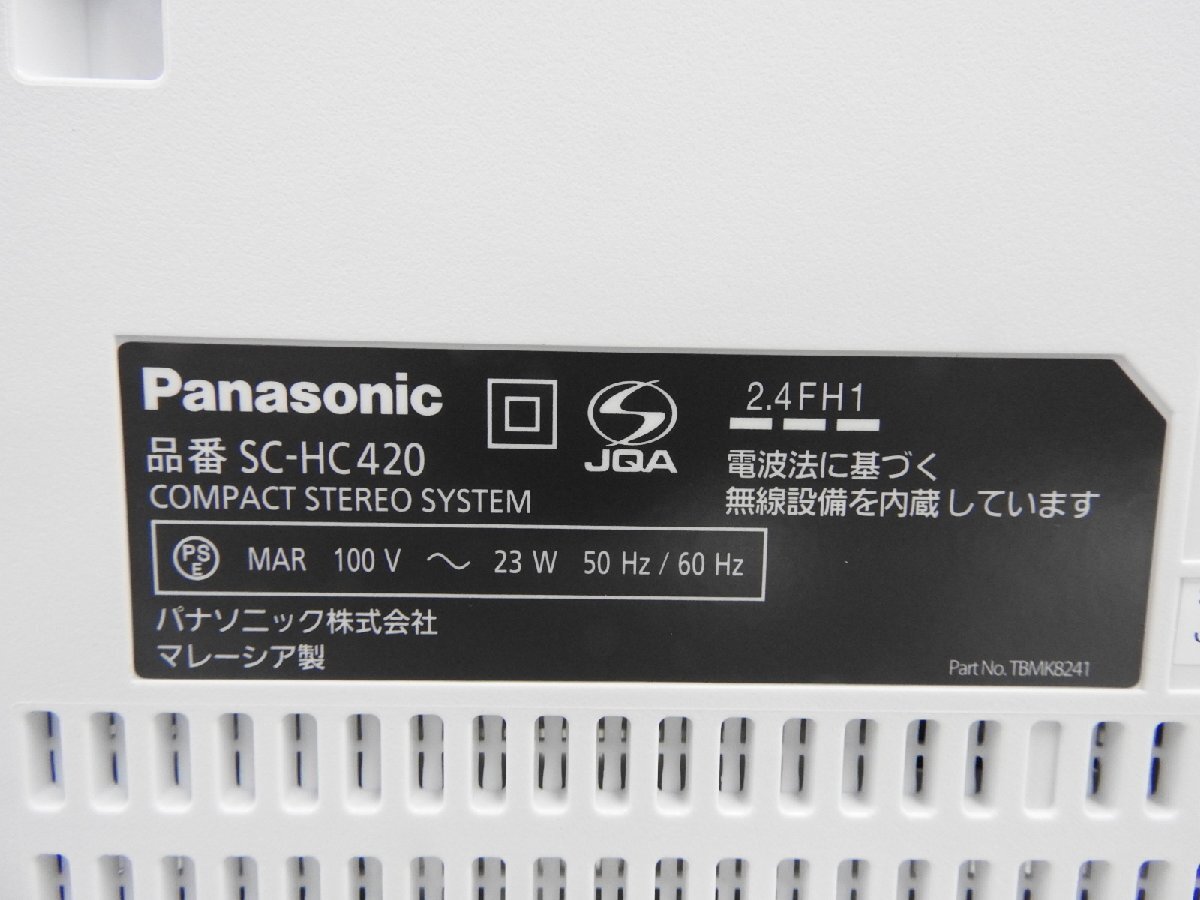 Panasonic
品番 SC-HC420
COMPACT STEREO SYSTEM
JQA
2.4FH1
電波法に基づく
無線設備を内蔵しています
PSE MAR 100 V ～ 23 W 50 Hz / 60 Hz
パナソニック株式会社
マレーシア製
Part No. TBMK8241